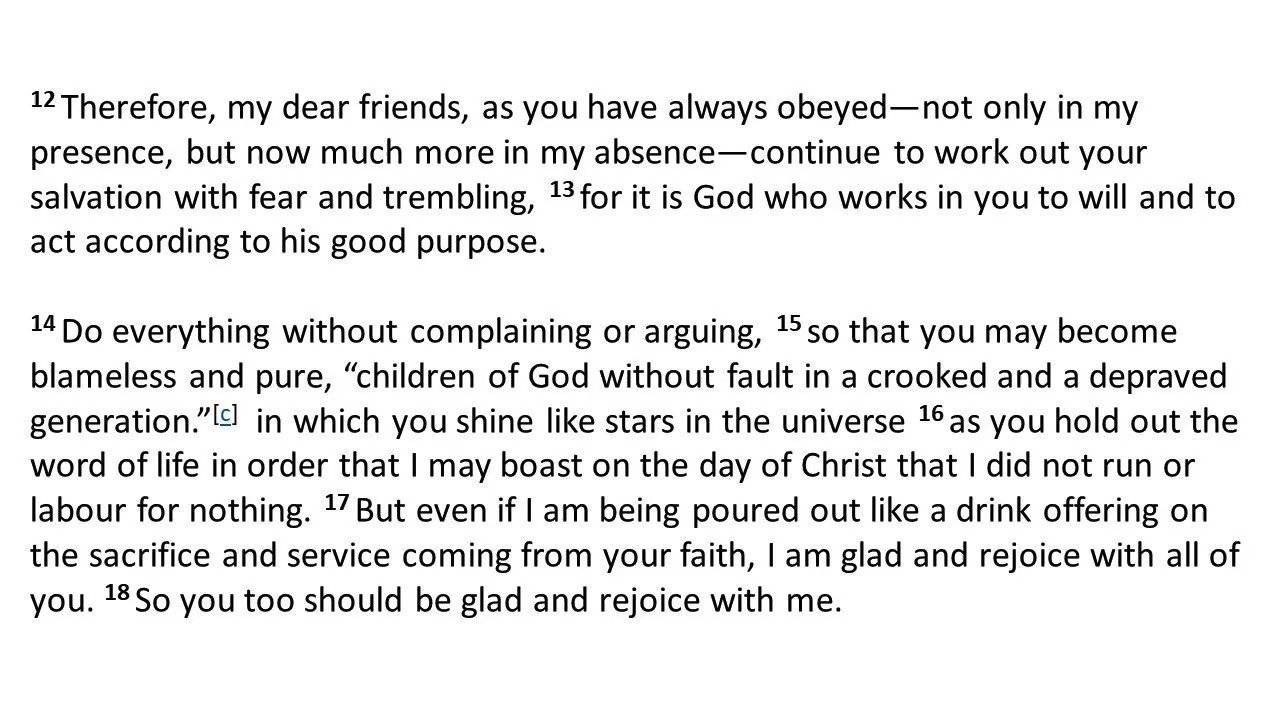 12 Therefore, my dear friends, as you have always obeyed—not only in my
presence, but now much more in my absence—continue to work out your
salvation with fear and trembling, 13 for it is God who works in you to will and to
act according to his good purpose.
14 Do everything without complaining or arguing, 15 so that you may become
blameless and pure, “children of God without fault in a crooked and a depraved
generation.”[c] in which you shine like stars in the universe 16 as you hold out the
word of life in order that I may boast on the day of Christ that I did not run or
labour for nothing. 17 But even if I am being poured out like a drink offering on
the sacrifice and service coming from your faith, I am glad and rejoice with all of
you. 18 So you too should be glad and rejoice with me.